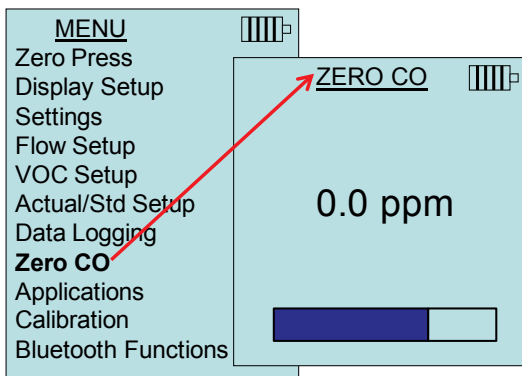 MENU
Zero Press
Display Setup
Settings
Flow Setup
VOC Setup
Actual/Std Setup
Data Logging
Zero CO
Applications
Calibration
Bluetooth Functions
ZERO CO
0.0 ppm